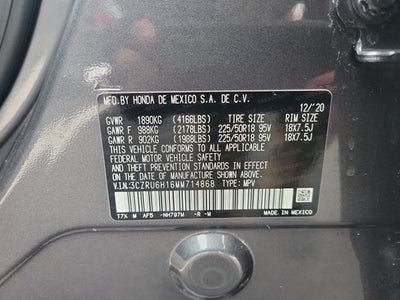 MFD.BY HONDA DE MEXICO S.A. DE C.V. 12/'20
GVWR 1890KG (4166LBS) TIRE SIZE RIM SIZE
GAWR F 988KG (2178LBS) 225/50R18 95V 18X7.5J
GAWR R 902KG (1988LBS) 225/50R18 95V 18X7.5J
THIS VEHICLE CONFORMS TO ALL APPLICABLE
FEDERAL MOTOR VEHICLE SAFETY, BUMPER,
AND THEFT PREVENTION STANDARDS IN EFFECT ON THE
DATE OF MANUFACTURE SHOWN ABOVE.
V.I.N:3CZRU6H16MM714868 TYPE: MPV
T7X M AF5 -NH797M -R -M MADE IN MEXICO